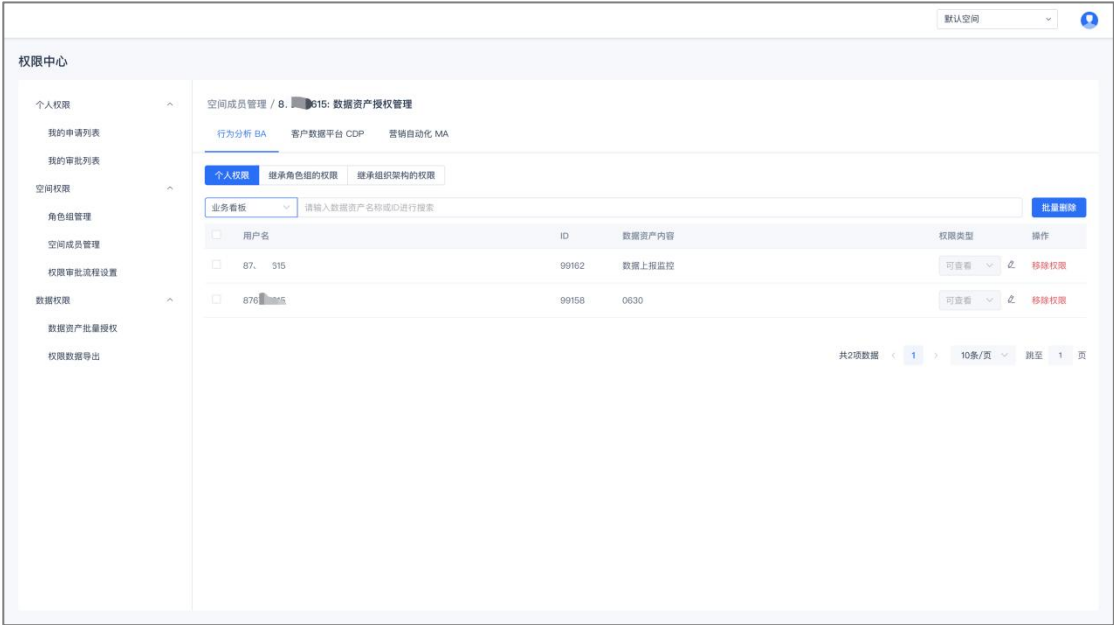 默认空间
权限中心
个人权限
我的申请列表
我的审批列表
空间权限
角色组管理
空间成员管理
权限审批流程设置
数据权限
数据资产批量授权
权限数据导出
空间成员管理 / 8. 615: 数据资产授权管理
行为分析 BA 客户数据平台 CDP 营销自动化 MA
个人权限 继承角色组的权限 继承组织架构的权限
业务看板 请输入数据资产名称或ID进行搜索 批量删除
用户名 ID 数据资产内容 权限类型 操作
87. 99162 数据上报监控 可查看 移除权限
876 99158 0630 可查看 移除权限
共2项数据 1 10条/页 跳至 1 页